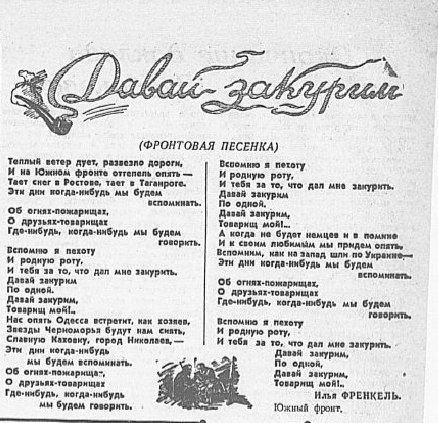 Давай закурим
(ФРОНТОВАЯ ПЕСЕНКА)
Теплый ветер дует, развезло дороги,
И на Южном фронте оттепель опять —
Тает снег в Ростове, тает в Таганроге.
Эти дни когда-нибудь мы будем
вспоминать.
Об огнях-пожарищах,
О друзьях-товарищах
Где-нибудь, когда-нибудь мы будем
говорить.
Вспомню я пехоту
И родную роту,
И тебя за то, что дал мне закурить.
Давай закурим
По одной.
Давай закурим,
Товарищ мой!..
Нас опять Одесса встретит, как хозяев,
Звезды Черноморья будут нам сиять,
Славную Каховку, город Николаев,—
Эти дни когда-нибудь
мы будем вспоминать.
Об огнях-пожарищах,
О друзьях-товарищах
Где-нибудь, когда-нибудь
мы будем говорить.
Вспомню я пехоту
И родную роту,
И тебя за то, что дал мне закурить.
Давай закурим
По одной.
Давай закурим,
Товарищ мой!..
А когда не будет немцев и в помине
И к своим любимым мы придем опять,
Вспомним, как на запад шли по Украине—
Эти дни когда-нибудь мы будем
вспоминать.
Об огнях-пожарищах,
О друзьях-товарищах
Где-нибудь, когда-нибудь мы будем
говорить.
Вспомню я пехоту
И родную роту,
И тебя за то, что дал мне закурить.
Давай закурим,
По одной,
Давай закурим,
Товарищ мой!..
Илья ФРЕНКЕЛЬ.
Южный фронт.